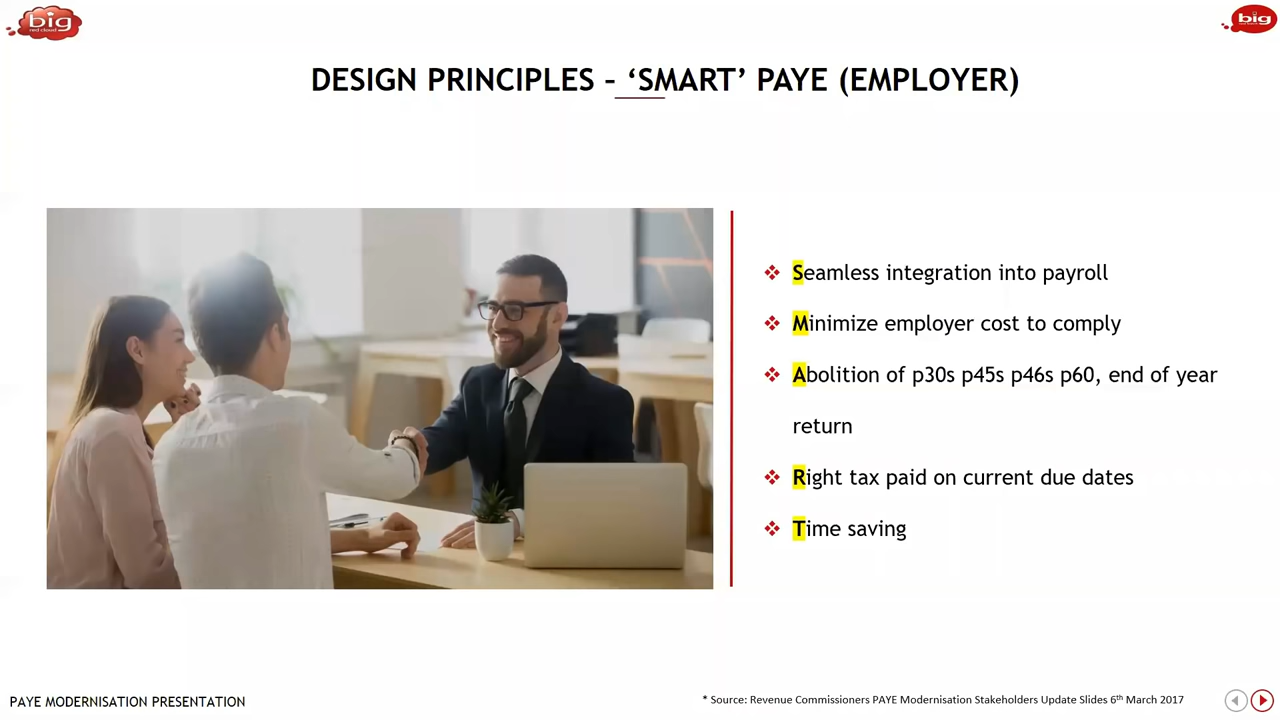 big
red cloud
big
DESIGN PRINCIPLES – ‘SMART’ PAYE (EMPLOYER)
Seamless integration into payroll
Minimize employer cost to comply
Abolition of p30s p45s p46s p60, end of year
return
Right tax paid on current due dates
Time saving
PAYE MODERNISATION PRESENTATION
* Source: Revenue Commissioners PAYE Modernisation Stakeholders Update Slides 6th March 2017